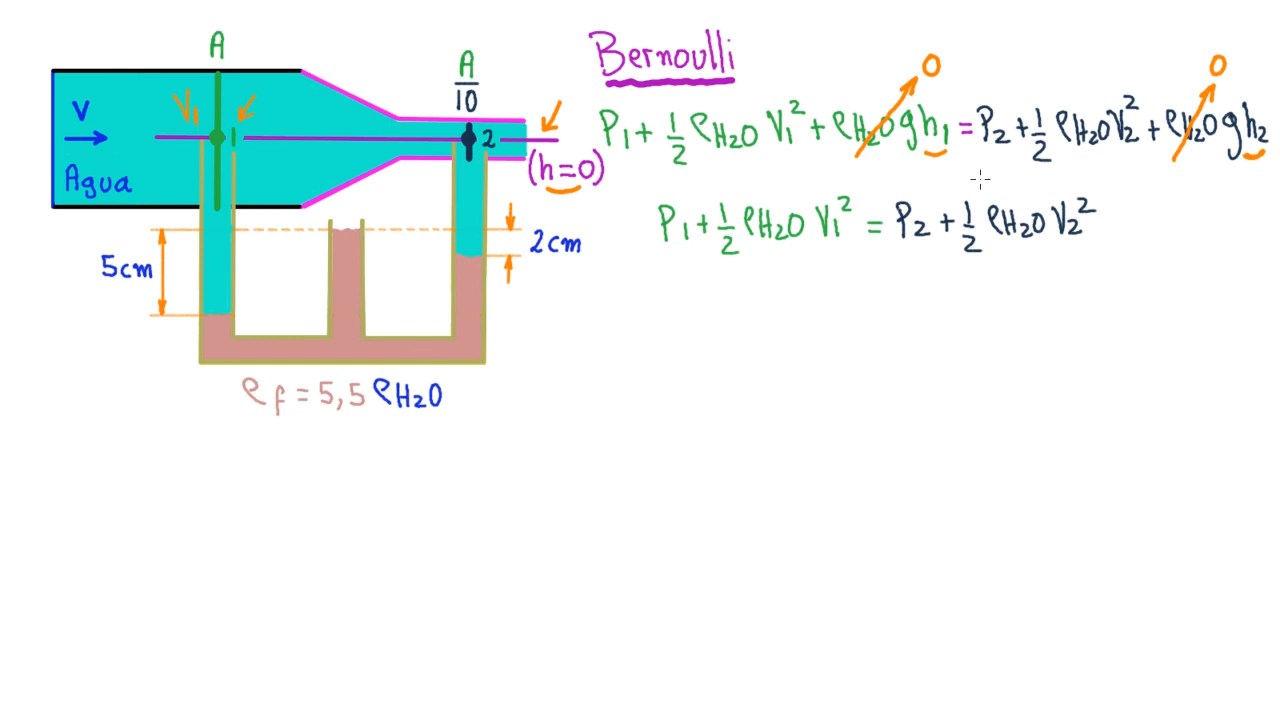 A
A/10
V
V₁
1
2
Agua
(h=0)
5cm
2cm
ρf = 5,5 ρH₂O
Bernoulli
P₁ + 1/2 ρH₂O V₁² + ρH₂O g h₁ = P₂ + 1/2 ρH₂O V₂² + ρH₂O g h₂
0
0
P₁ + 1/2 ρH₂O V₁² = P₂ + 1/2 ρH₂O V₂²